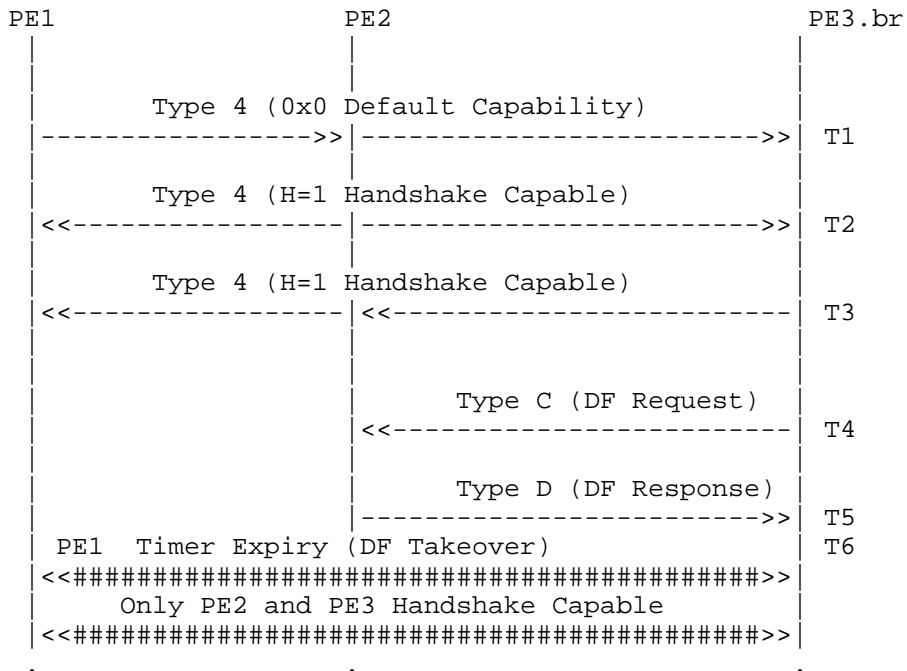 PE1 PE2 PE3.br
Type 4 (0x0 Default Capability)
----------------->>|------------------------->>| T1
Type 4 (H=1 Handshake Capable)
<<-----------------|------------------------->>| T2
Type 4 (H=1 Handshake Capable)
<<-----------------|<<-------------------------| T3
Type C (DF Request)
|<<-------------------------| T4
Type D (DF Response)
|------------------------->>| T5
PE1 Timer Expiry (DF Takeover) T6
<<###########################################>>
Only PE2 and PE3 Handshake Capable
<<###########################################>>